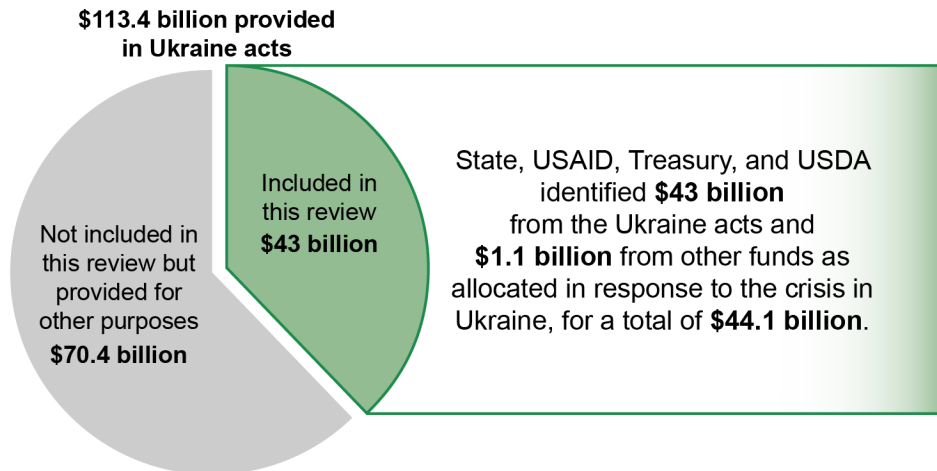 $113.4 billion provided
in Ukraine acts
Not included in
this review but
provided for
other purposes
$70.4 billion
Included in
this review
$43 billion
State, USAID, Treasury, and USDA
identified $43 billion
from the Ukraine acts and
$1.1 billion from other funds as
allocated in response to the crisis in
Ukraine, for a total of $44.1 billion.